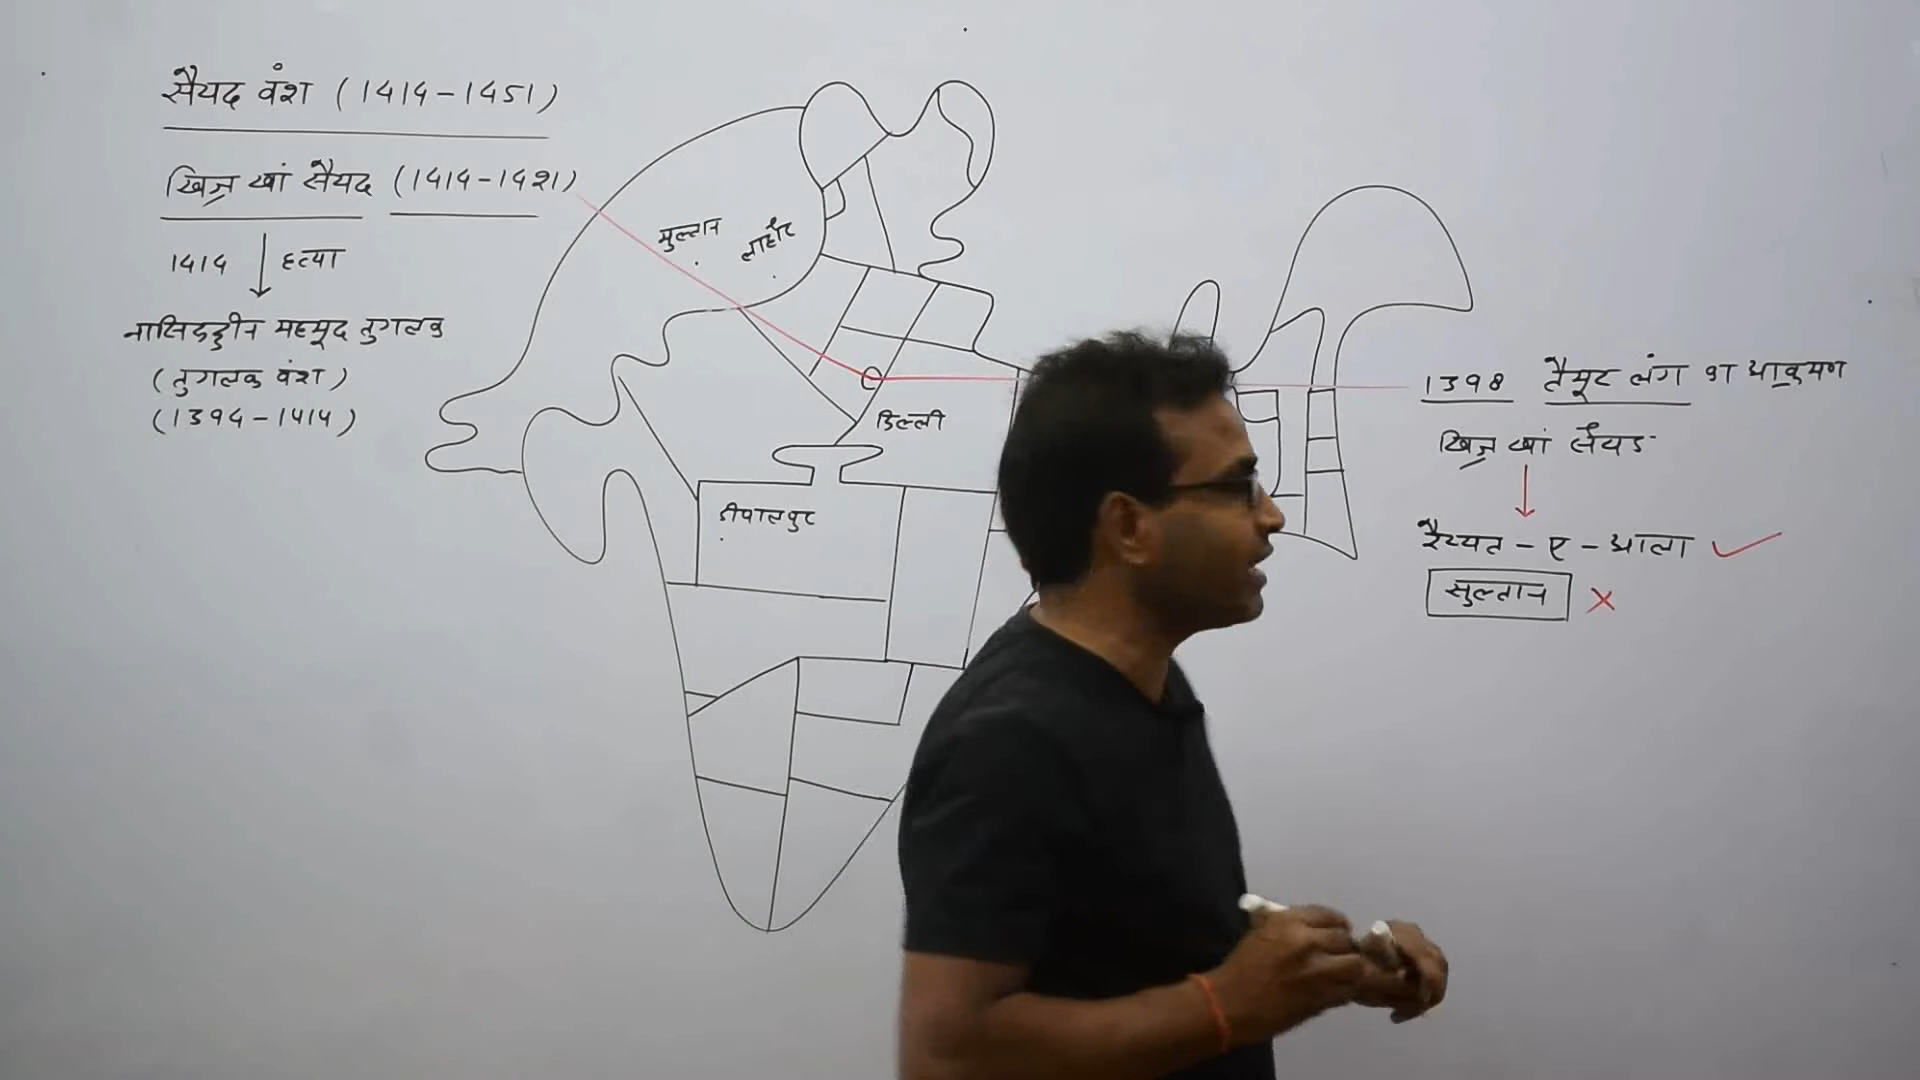 सैयद वंश (1414-1451)
खिज्र खां सैयद (1414-1421)
1414 हत्या
नासिरुद्दीन महमूद तुगलक
(तुगलक वंश)
(1394-1414)
मुल्तान
लाहौर
दिल्ली
दीपालपुर
1398 तैमूर लंग का आक्रमण
खिज्र खां सैयद
रैय्यत-ए-आला
सुल्तान